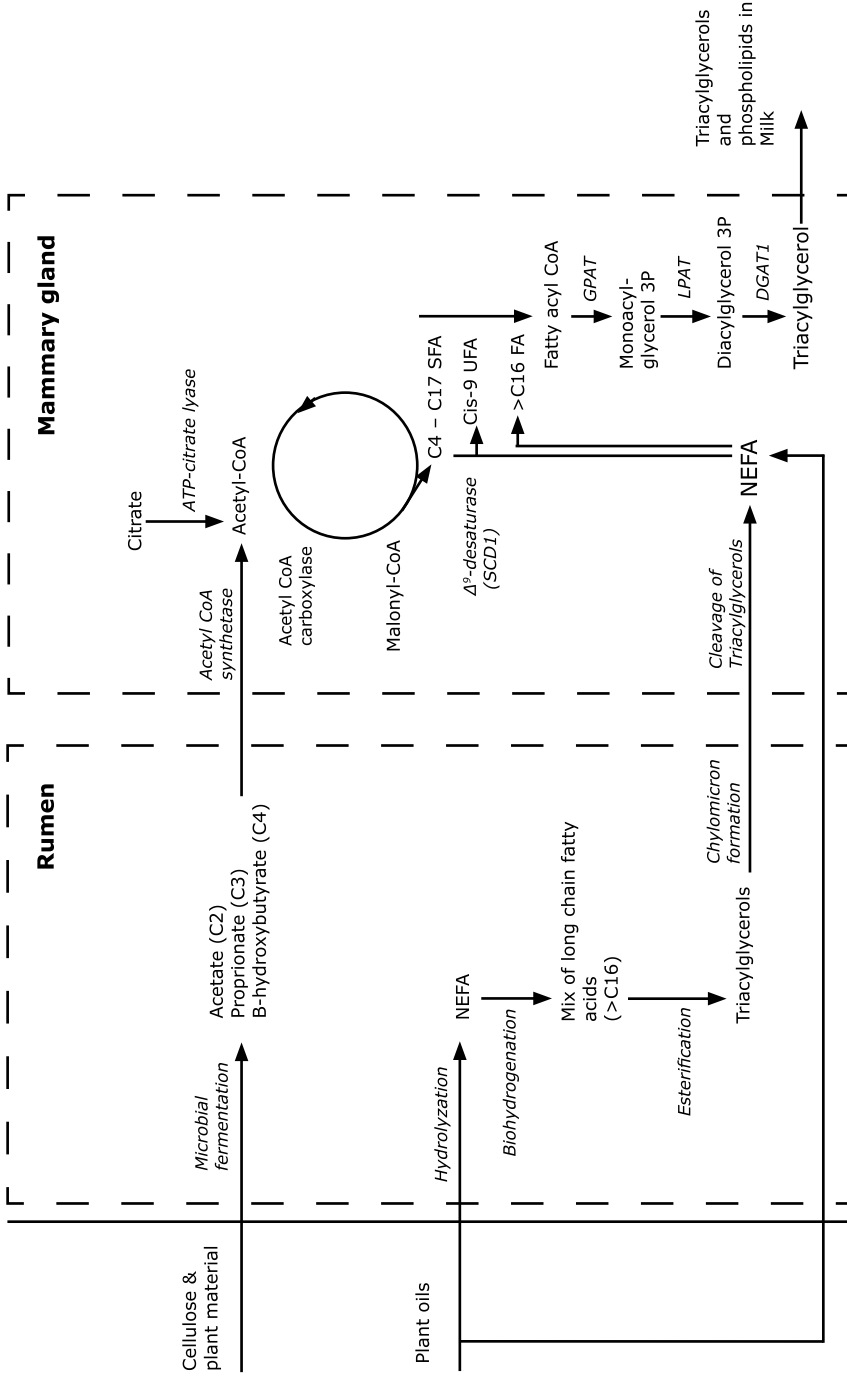 Rumen
Mammary gland
Cellulose &
plant material
Microbial
fermentation
Acetate (C2)
Proprionate (C3)
B-hydroxybutyrate (C4)
Acetyl CoA
synthetase
Citrate
ATP-citrate lyase
Acetyl-CoA
Acetyl CoA
carboxylase
Malonyl-CoA
C4 – C17 SFA
Δ⁹-desaturase
(SCD1)
Cis-9 UFA
>C16 FA
Fatty acyl CoA
GPAT
Monoacyl-
glycerol 3P
LPAT
Diacylglycerol 3P
DGAT1
Triacylglycerol
Triacylglycerols
and
phospholipids in
Milk
Plant oils
Hydrolyzation
NEFA
Biohydrogenation
Mix of long chain fatty
acids
(>C16)
Esterification
Triacylglycerols
Chylomicron
formation
Cleavage of
Triacylglycerols
NEFA